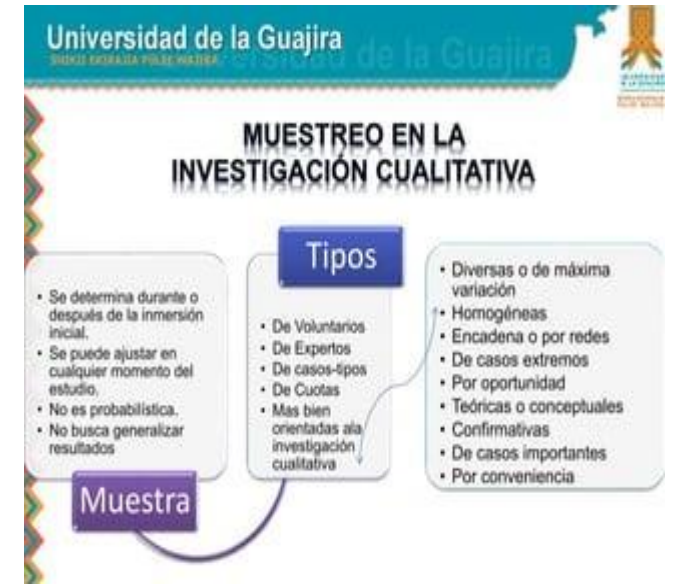 Universidad de la Guajira
MUESTREO EN LA
INVESTIGACIÓN CUALITATIVA
• Se determina durante o
después de la inmersión
inicial.
• Se puede ajustar en
cualquier momento del
estudio.
• No es probabilística.
• No busca generalizar
resultados
Muestra
Tipos
• De Voluntarios
• De Expertos
• De casos-tipos
• De Cuotas
• Mas bien
orientadas ala
investigación
cualitativa
• Diversas o de máxima
variación
• Homogéneas
• Encadena o por redes
• De casos extremos
• Por oportunidad
• Teóricas o conceptuales
• Confirmativas
• De casos importantes
• Por conveniencia